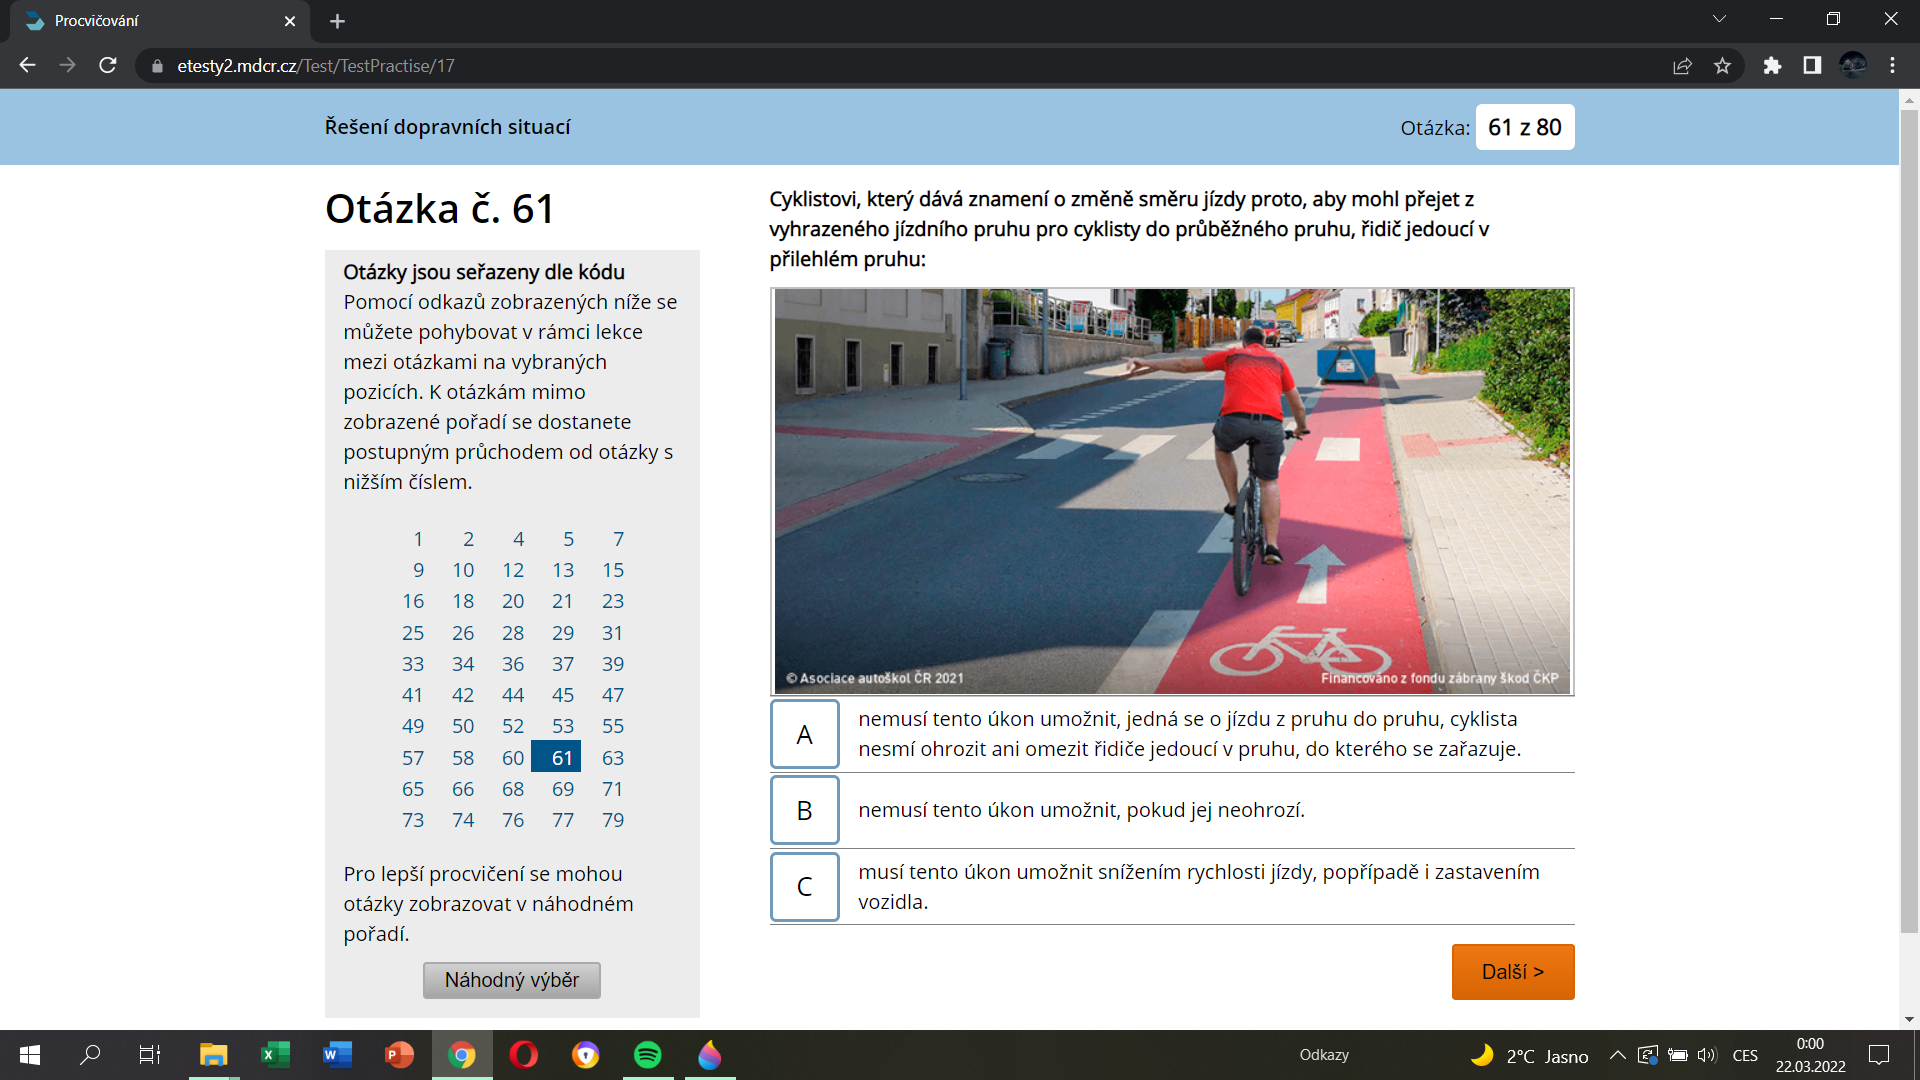 Procvičování
etesty2.mdcr.cz/Test/TestPractise/17
Řešení dopravních situací
Otázka: 61 z 80
Otázka č. 61
Otázky jsou seřazeny dle kódu
Pomocí odkazů zobrazených níže se
můžete pohybovat v rámci lekce
mezi otázkami na vybraných
pozicích. K otázkám mimo
zobrazené pořadí se dostanete
postupným průchodem od otázky s
nižším číslem.
1 2 4 5 7
9 10 12 13 15
16 18 20 21 23
25 26 28 29 31
33 34 36 37 39
41 42 44 45 47
49 50 52 53 55
57 58 60 61 63
65 66 68 69 71
73 74 76 77 79
Pro lepší procvičení se mohou
otázky zobrazovat v náhodném
pořadí.
Náhodný výběr
Cyklistovi, který dává znamení o změně směru jízdy proto, aby mohl přejet z
vyhrazeného jízdního pruhu pro cyklisty do průběžného pruhu, řidič jedoucí v
přilehlém pruhu:
© Asociace autoškol ČR 2021
Financováno z fondu zábrany škod ČKP
A
nemusí tento úkon umožnit, jedná se o jízdu z pruhu do pruhu, cyklista
nesmí ohrozit ani omezit řidiče jedoucí v pruhu, do kterého se zařazuje.
B
nemusí tento úkon umožnit, pokud jej neohrozí.
C
musí tento úkon umožnit snížením rychlosti jízdy, popřípadě i zastavením
vozidla.
Další >
Odkazy
2°C Jasno
CES
0:00
22.03.2022